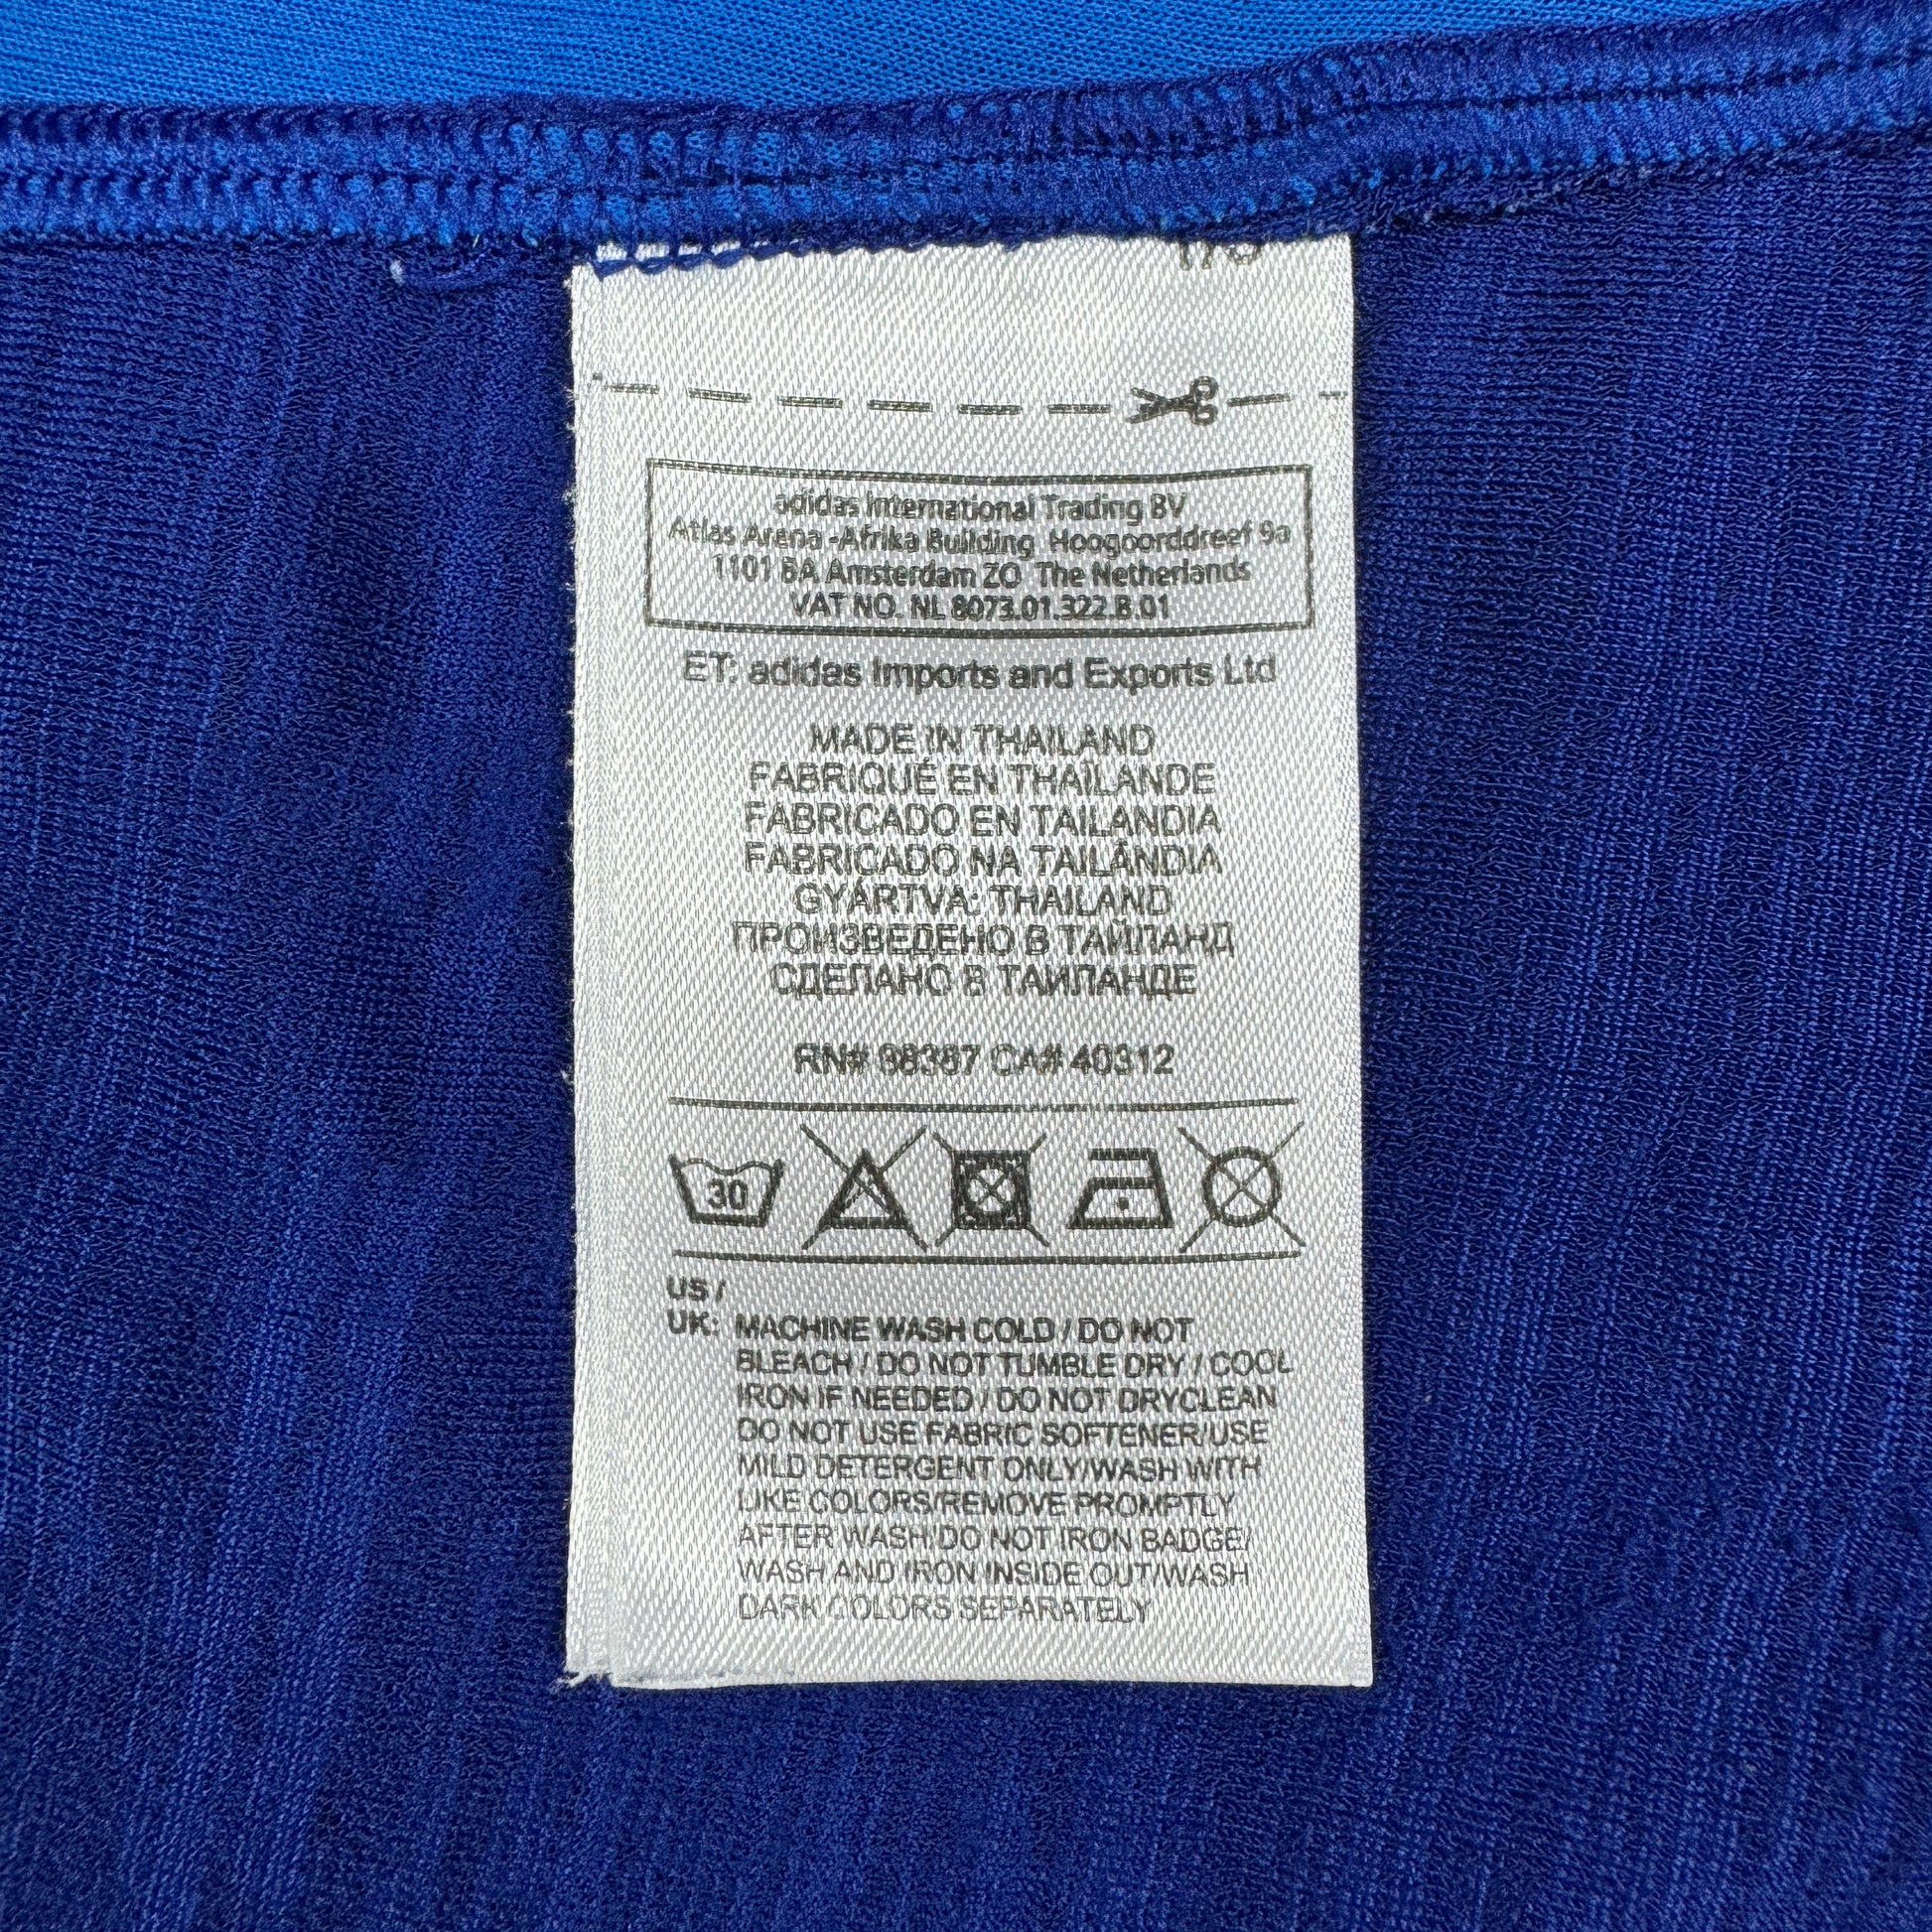 adidas International Trading BV
Atlas Arena -Afrika Building Hoogoorddreef 9a
1101 BA Amsterdam ZO The Netherlands
VAT NO. NL 8073.01.322.B.01
ET: adidas Imports and Exports Ltd
MADE IN THAILAND
FABRIQUÉ EN THAÏLANDE
FABRICADO EN TAILANDIA
FABRICADO NA TAILÂNDIA
GYÁRTVA: THAILAND
ПРОИЗВЕДЕНО В ТАЙЛАНД
СДЕЛАНО В ТАИЛАНДЕ
RN# 88387 CA# 40312
30
US /
UK: MACHINE WASH COLD / DO NOT
BLEACH / DO NOT TUMBLE DRY / COOL
IRON IF NEEDED / DO NOT DRYCLEAN
DO NOT USE FABRIC SOFTENER/USE
MILD DETERGENT ONLY/WASH WITH
LIKE COLORS/REMOVE PROMPTLY
AFTER WASH/DO NOT IRON BADGE/
WASH AND IRON INSIDE OUT/WASH
DARK COLORS SEPARATELY